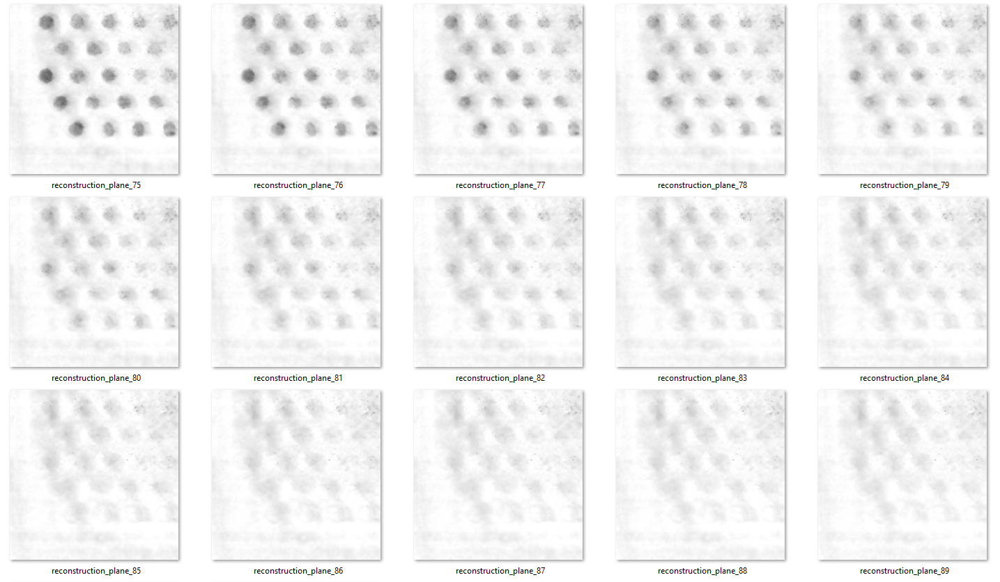 reconstruction_plane_75
reconstruction_plane_76
reconstruction_plane_77
reconstruction_plane_78
reconstruction_plane_79
reconstruction_plane_80
reconstruction_plane_81
reconstruction_plane_82
reconstruction_plane_83
reconstruction_plane_84
reconstruction_plane_85
reconstruction_plane_86
reconstruction_plane_87
reconstruction_plane_88
reconstruction_plane_89